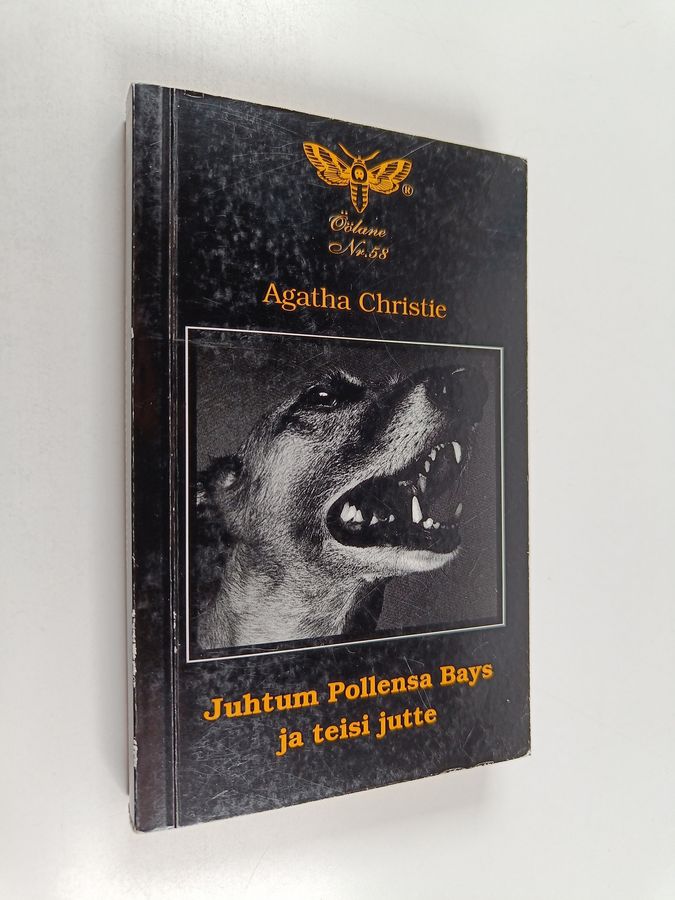 ®
Öölane
Nr.58
Agatha Christie
Juhtum Pollensa Bays
ja teisi jutte